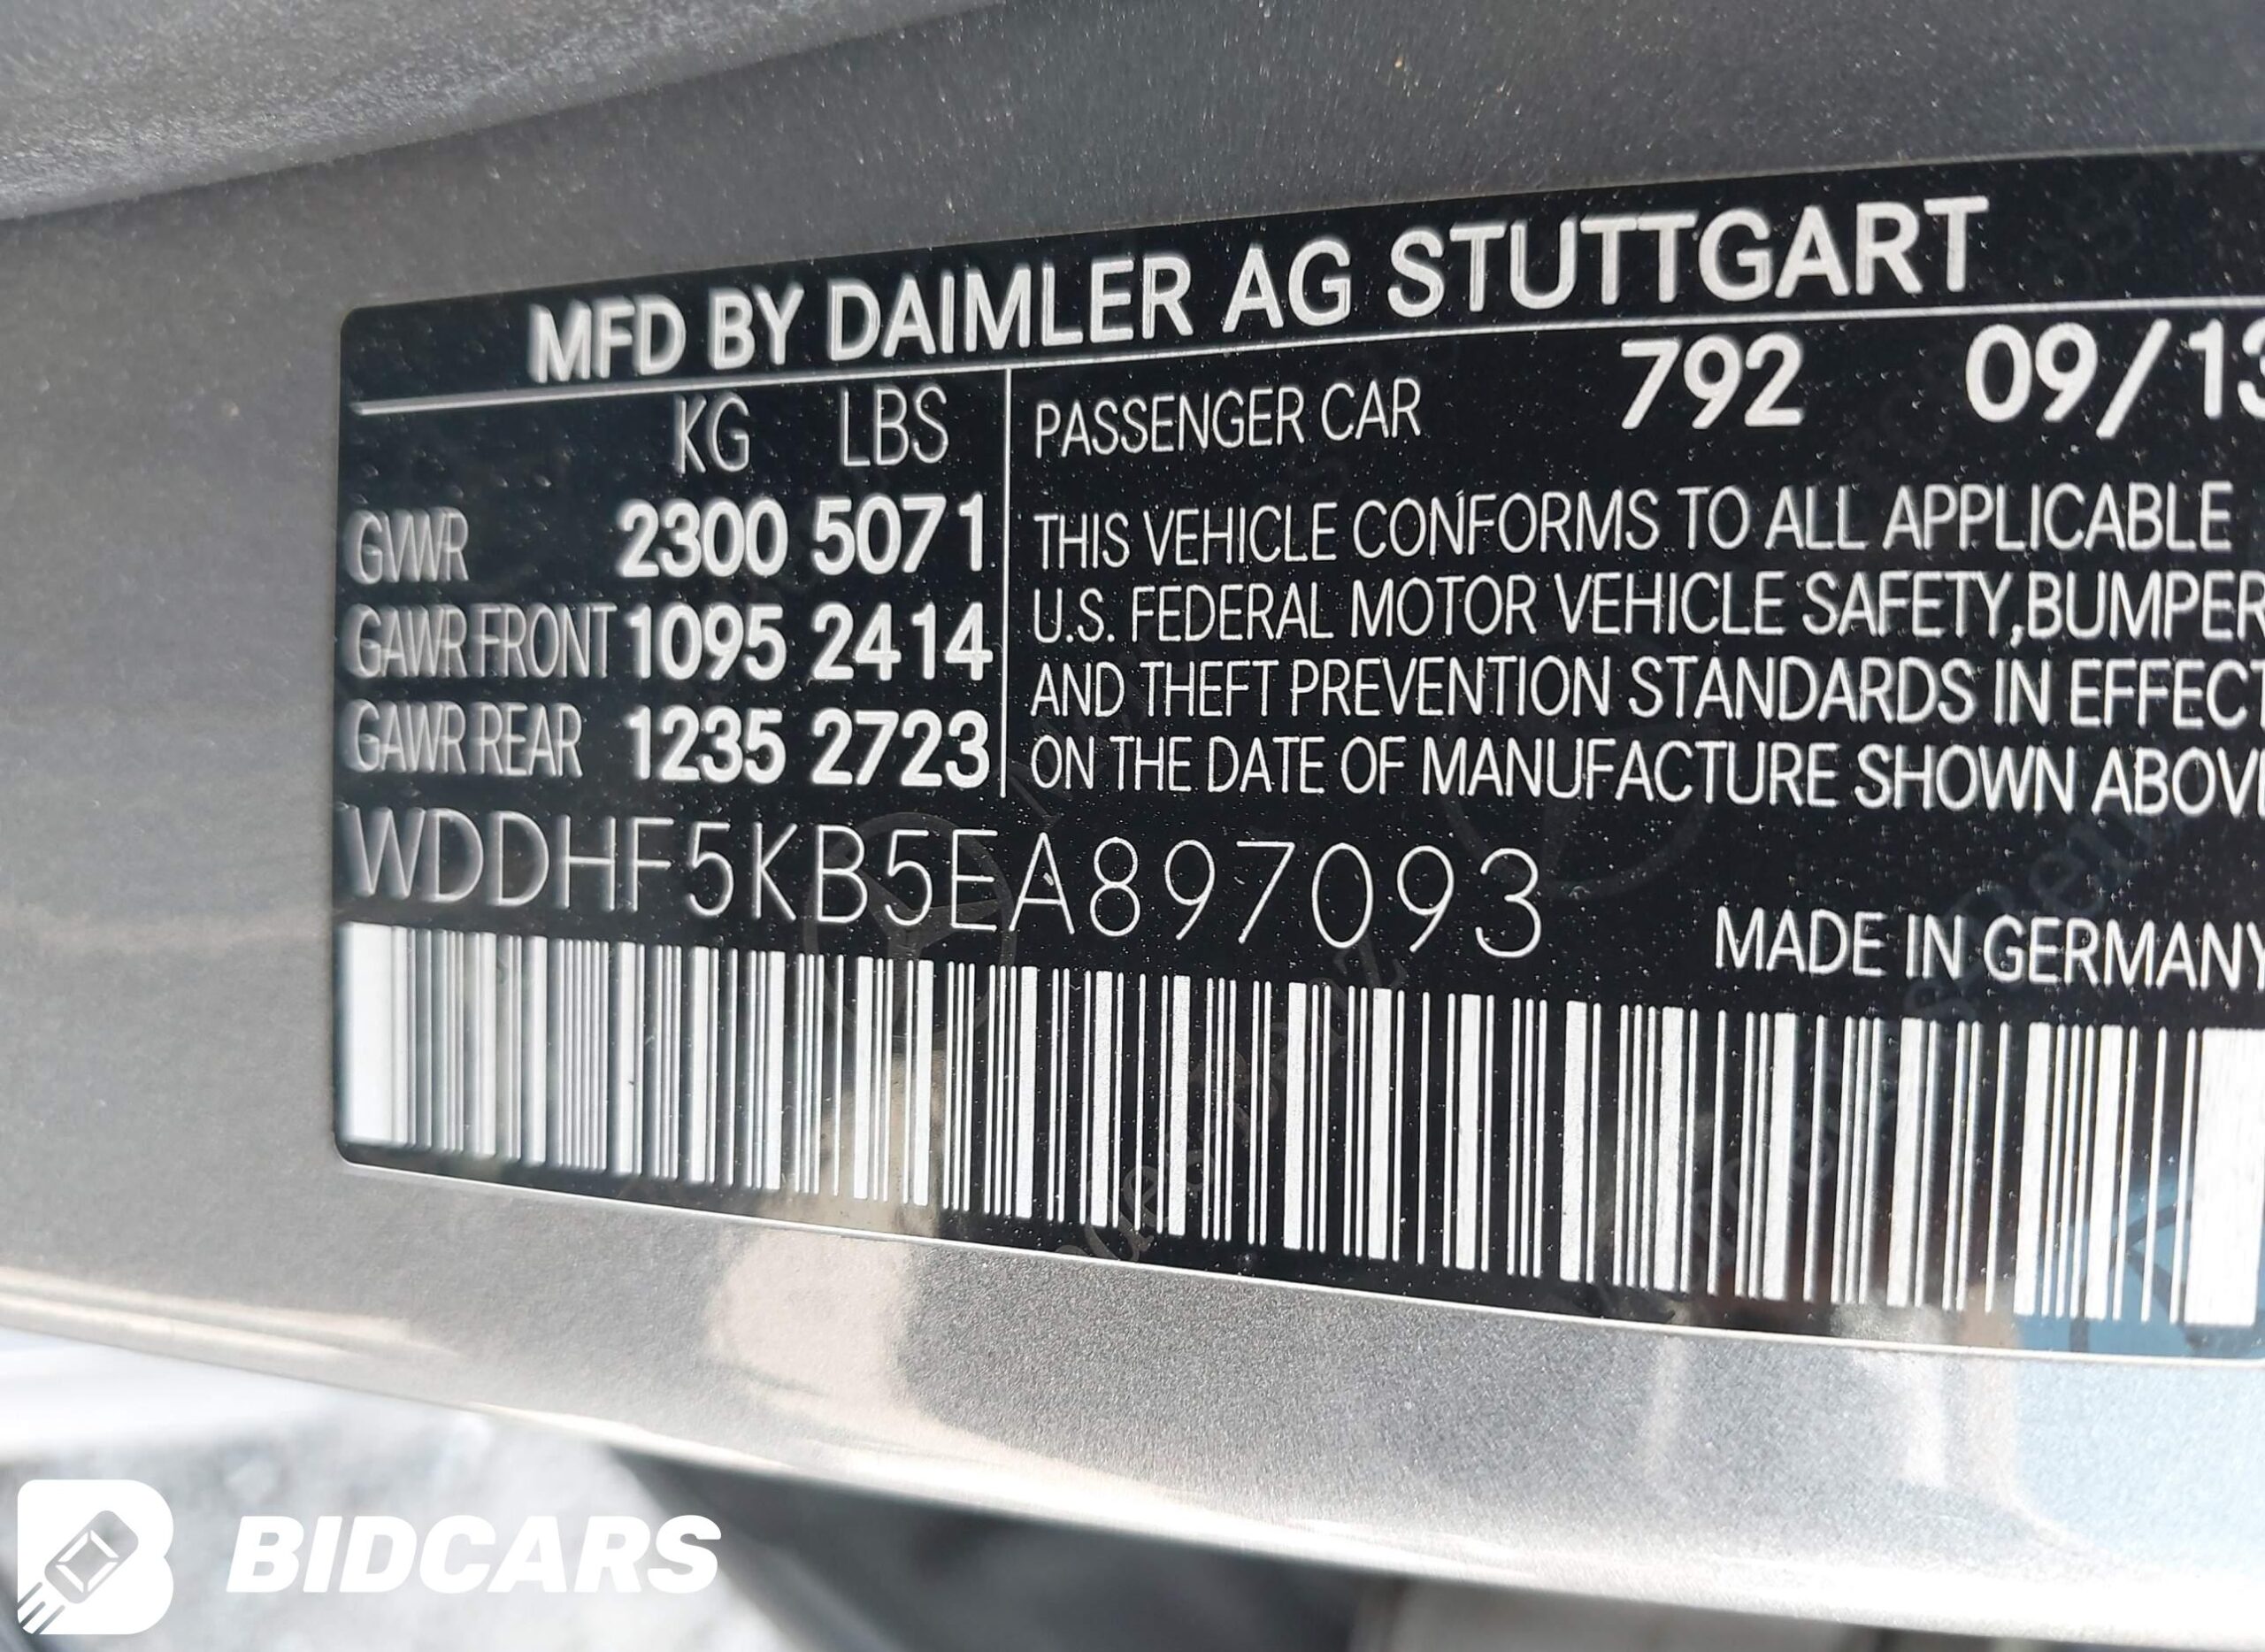 MFD BY DAIMLER AG STUTTGART
KG LBS
GVWR 2300 5071
GAWR FRONT 1095 2414
GAWR REAR 1235 2723
PASSENGER CAR 792 09/13
THIS VEHICLE CONFORMS TO ALL APPLICABLE
U.S. FEDERAL MOTOR VEHICLE SAFETY,BUMPER
AND THEFT PREVENTION STANDARDS IN EFFECT
ON THE DATE OF MANUFACTURE SHOWN ABOVE
WDDHF5KB5EA897093
MADE IN GERMANY
BIDCARS